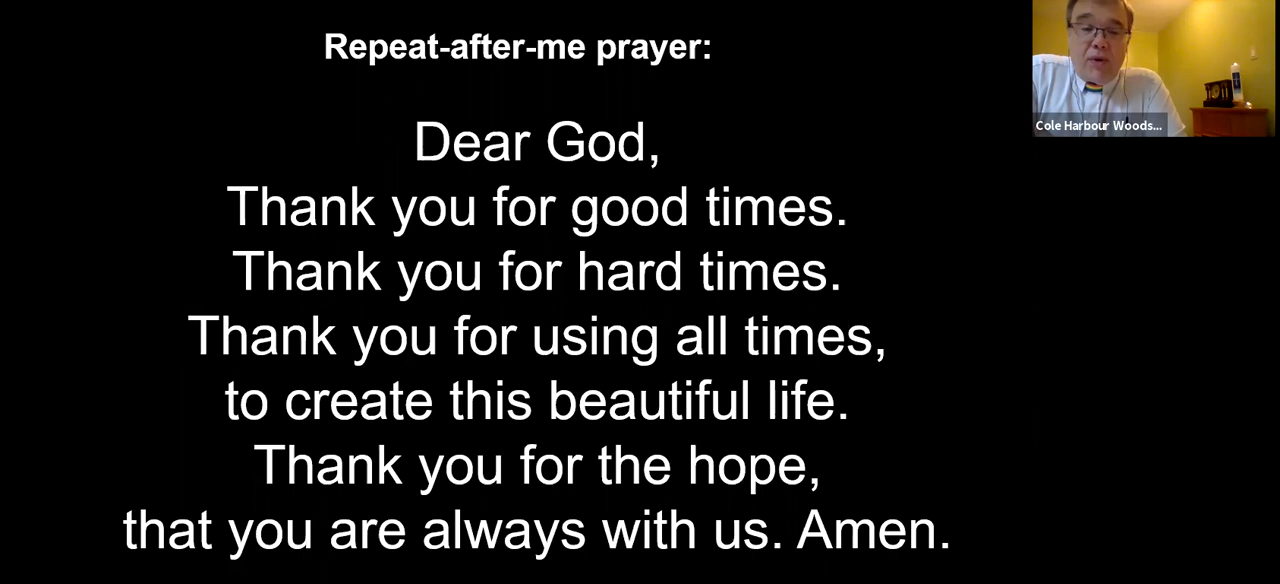 Repeat-after-me prayer:
Dear God,
Thank you for good times.
Thank you for hard times.
Thank you for using all times,
to create this beautiful life.
Thank you for the hope,
that you are always with us. Amen.
Cole Harbour Woods...